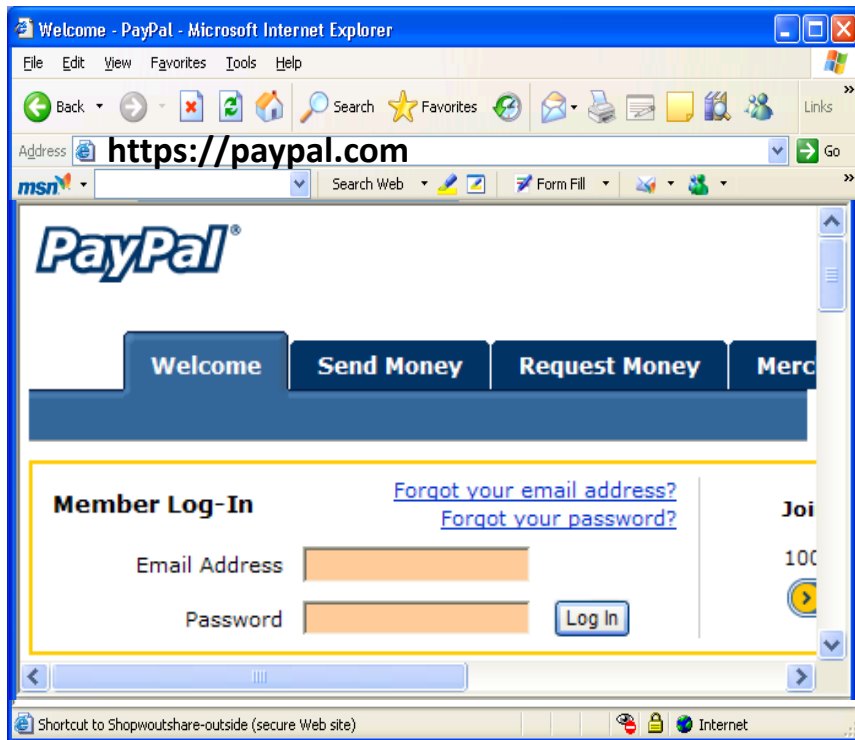 Welcome - PayPal - Microsoft Internet Explorer
File Edit View Favorites Tools Help
Back Search Favorites Links »
Address https://paypal.com Go
msn Search Web Form Fill »
PayPal®
Welcome Send Money Request Money Merc
Member Log-In Forgot your email address? Joi
Forgot your password?
Email Address 100
Password Log In
Shortcut to Shopwoutshare-outside (secure Web site) Internet